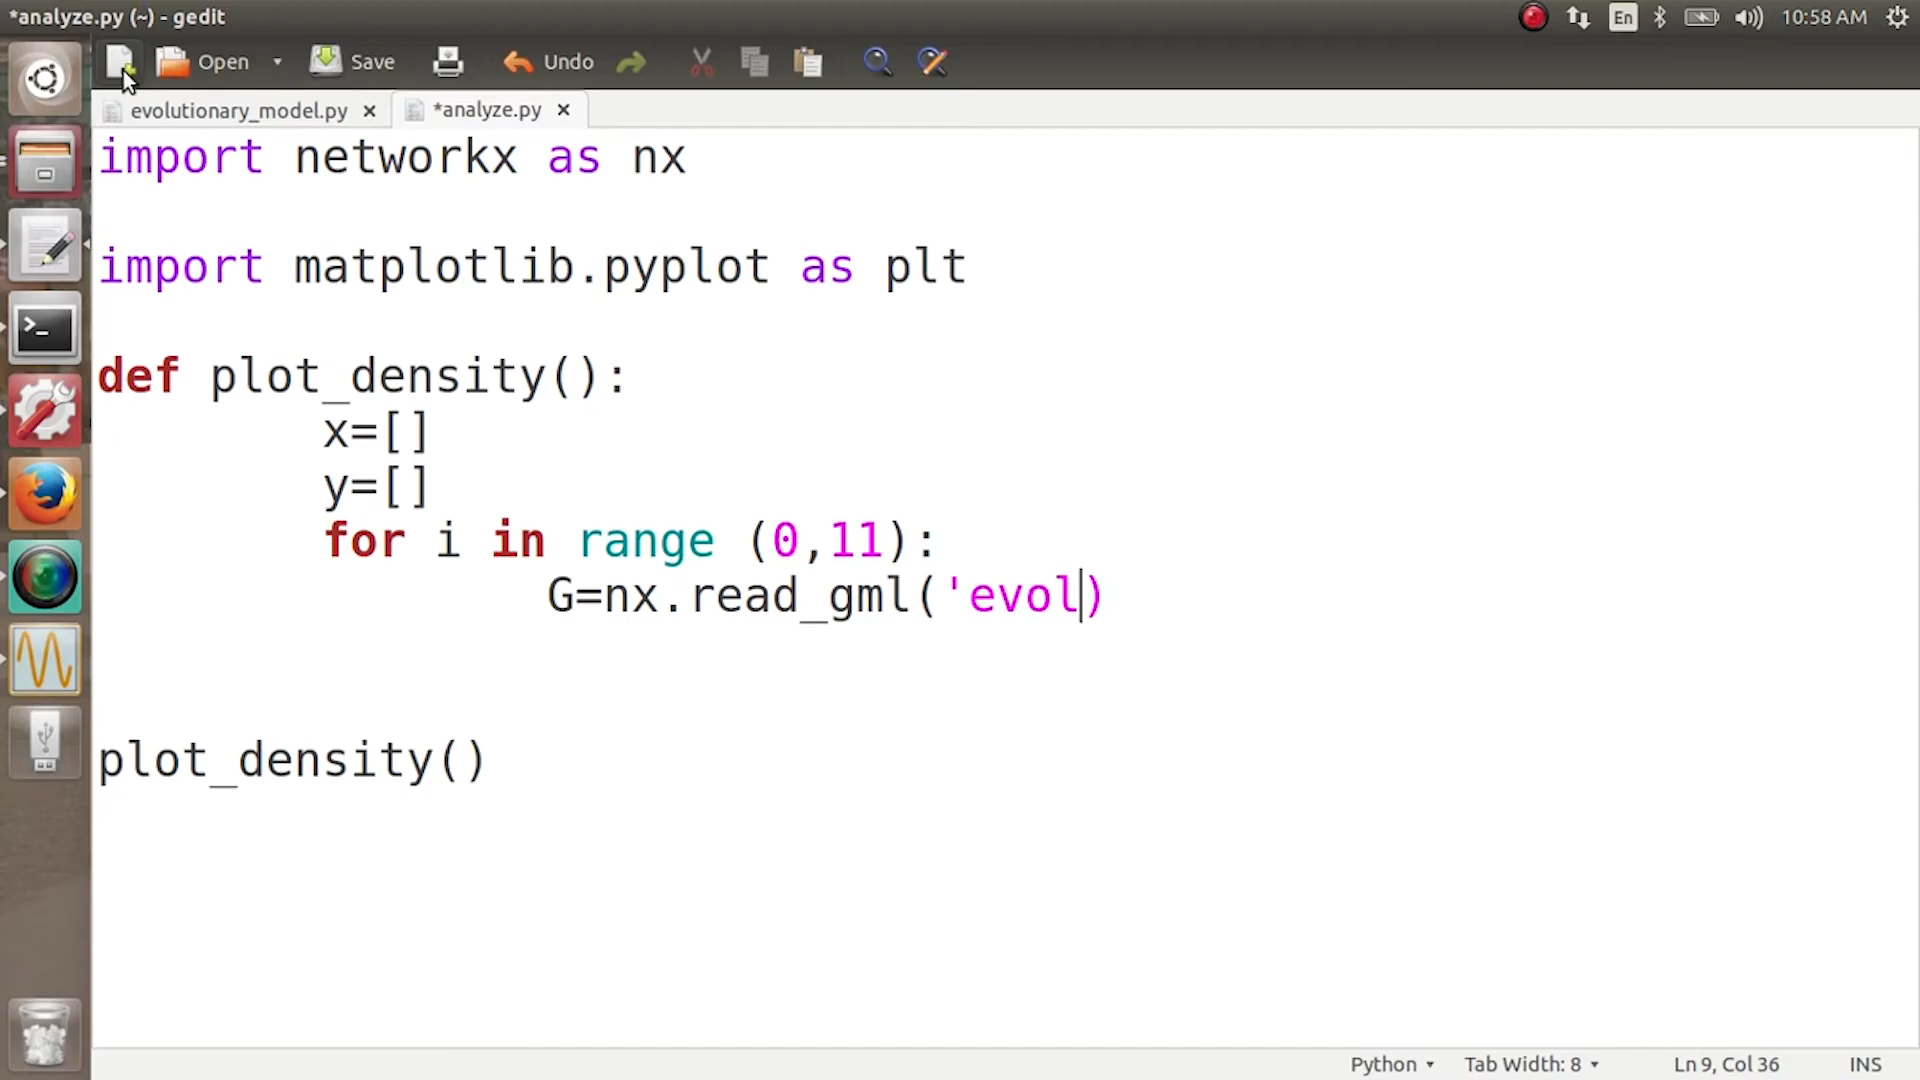 *analyze.py (~) - gedit
En
10:58 AM
Open
Save
Undo
evolutionary_model.py
*analyze.py
import networkx as nx
import matplotlib.pyplot as plt
def plot_density():
x=[]
y=[]
for i in range (0,11):
G=nx.read_gml('evol)
plot_density()
Python
Tab Width: 8
Ln 9, Col 36
INS